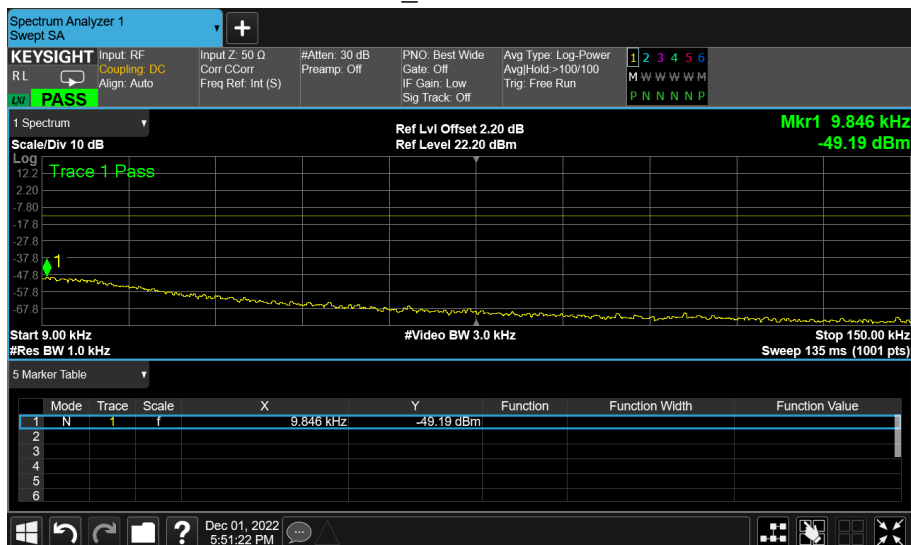 Spectrum Analyzer 1
Swept SA
+
KEYSIGHT Input: RF
RL Coupling: DC
Align: Auto
LXI PASS
Input Z: 50 Ω
Corr CCorr
Freq Ref: Int (S)
#Atten: 30 dB
Preamp: Off
PNO: Best Wide
Gate: Off
IF Gain: Low
Sig Track: Off
Avg Type: Log-Power
Avg|Hold:>100/100
Trig: Free Run
1 2 3 4 5 6
M W W W W M
P N N N N P
1 Spectrum
Scale/Div 10 dB
Ref Lvl Offset 2.20 dB
Ref Level 22.20 dBm
Mkr1 9.846 kHz
-49.19 dBm
Log
Trace 1 Pass
12.2
2.20
-7.80
-17.8
-27.8
-37.8
1
-47.8
-57.8
-67.8
Start 9.00 kHz #Video BW 3.0 kHz Stop 150.00 kHz
#Res BW 1.0 kHz Sweep 135 ms (1001 pts)
5 Marker Table
Mode Trace Scale X Y Function Function Width Function Value
1 N 1 f 9.846 kHz -49.19 dBm
2
3
4
5
6
? Dec 01, 2022
5:51:22 PM